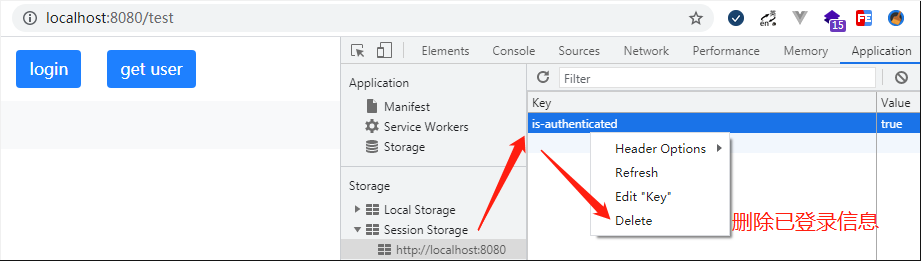 localhost:8080/test
en
15
FE
login
get user
Elements
Console
Sources
Network
Performance
Memory
Application
Application
Manifest
Service Workers
Storage
Storage
Local Storage
Session Storage
http://localhost:8080
Filter
Key
Value
is-authenticated
true
Header Options
Refresh
Edit "Key"
Delete
删除已登录信息